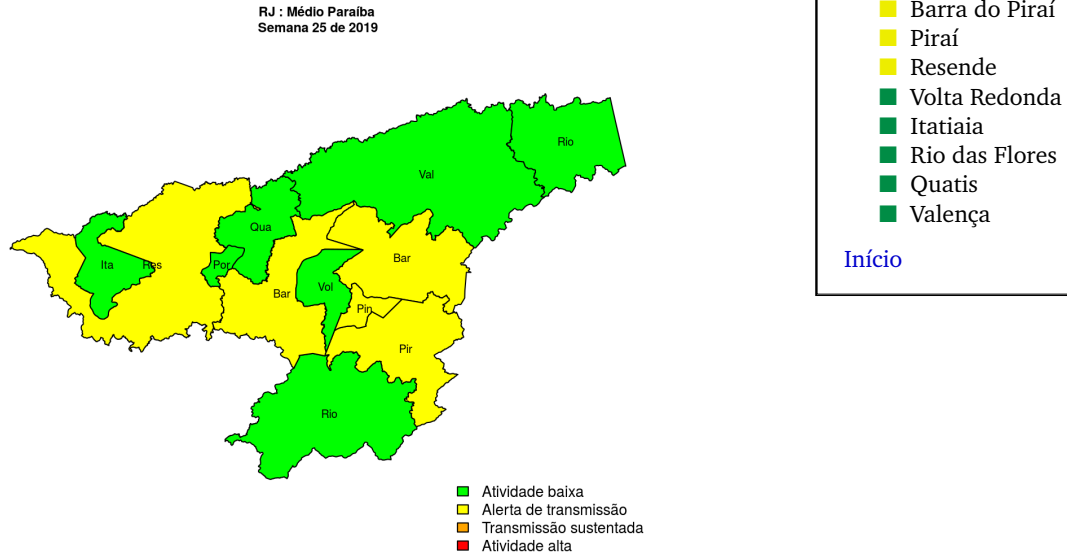 RJ : Médio Paraíba
Semana 25 de 2019
Rio
Val
Qua
Ita
Res
Por
Bar
Bar
Vol
Pin
Pir
Rio
Atividade baixa
Alerta de transmissão
Transmissão sustentada
Atividade alta
Barra do Piraí
Piraí
Resende
Volta Redonda
Itatiaia
Rio das Flores
Quatis
Valença
Início